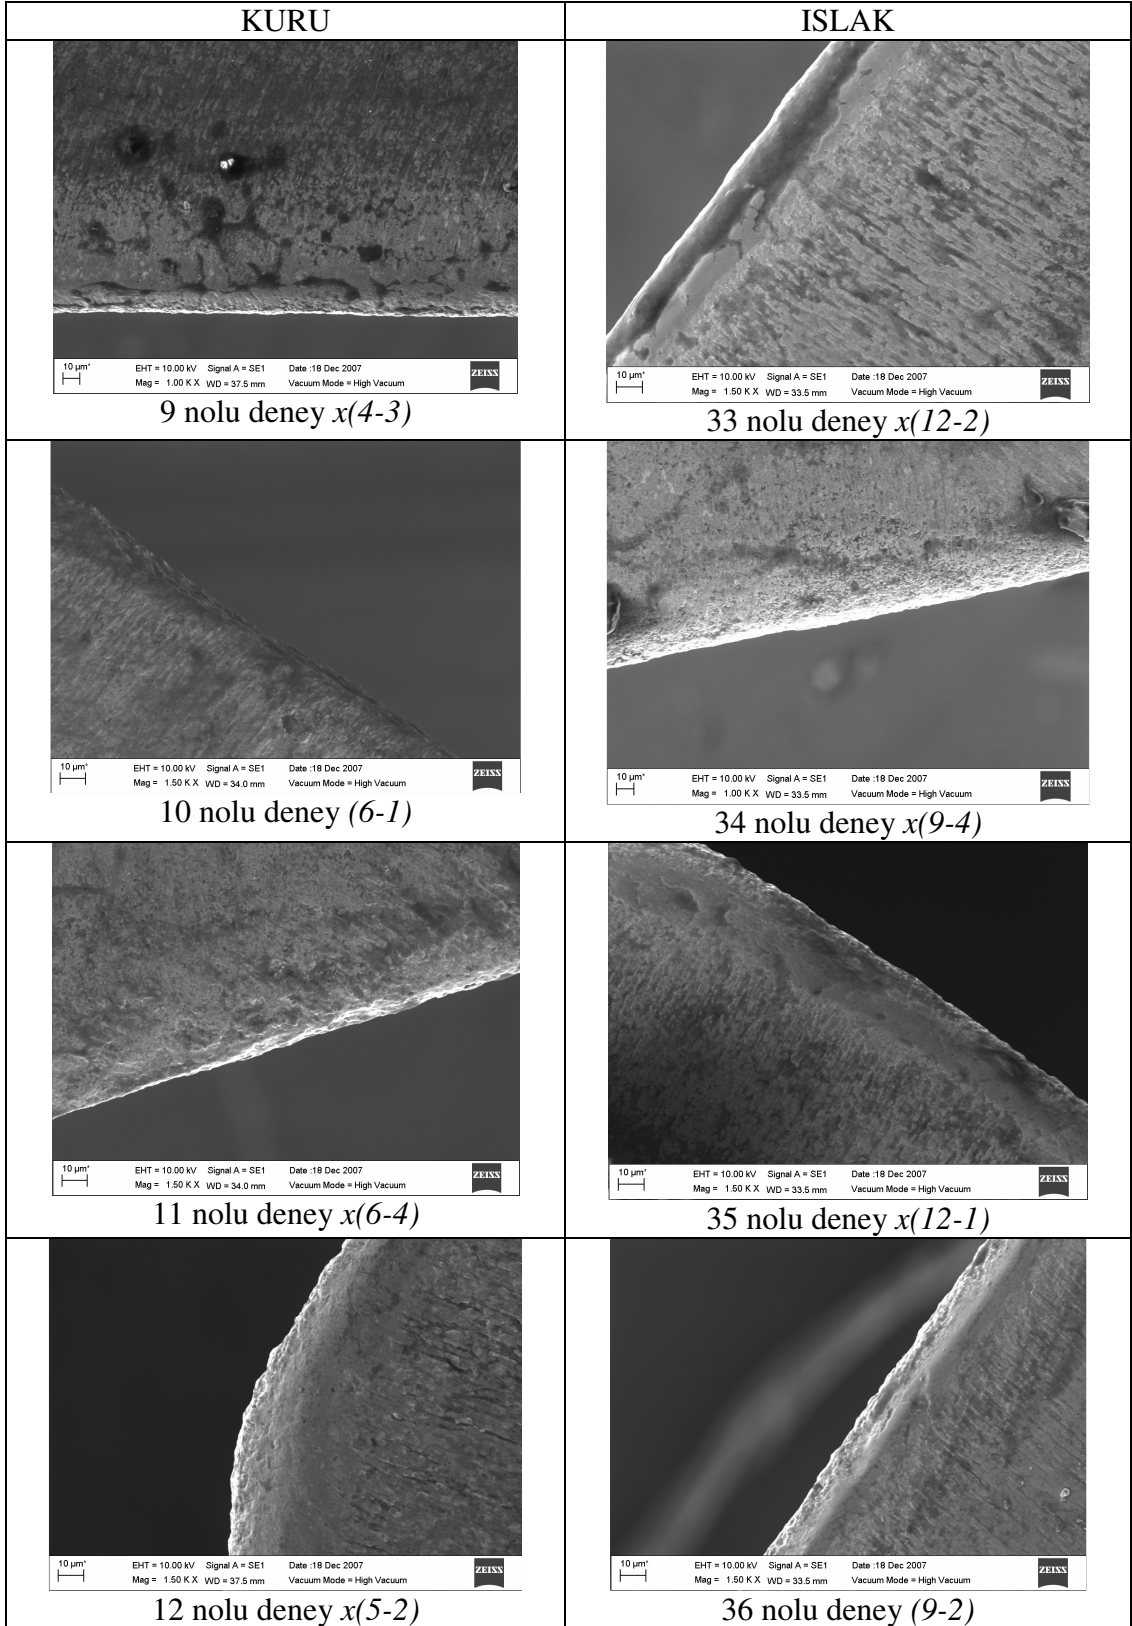 KURU ISLAK
10 µm*
EHT = 10.00 kV Signal A = SE1 Date :18 Dec 2007
Mag = 1.00 K X WD = 37.5 mm Vacuum Mode = High Vacuum
ZEISS
9 nolu deney x(4-3)
10 µm*
EHT = 10.00 kV Signal A = SE1 Date :18 Dec 2007
Mag = 1.50 K X WD = 33.5 mm Vacuum Mode = High Vacuum
ZEISS
33 nolu deney x(12-2)
10 µm*
EHT = 10.00 kV Signal A = SE1 Date :18 Dec 2007
Mag = 1.50 K X WD = 34.0 mm Vacuum Mode = High Vacuum
ZEISS
10 nolu deney (6-1)
10 µm*
EHT = 10.00 kV Signal A = SE1 Date :18 Dec 2007
Mag = 1.00 K X WD = 33.5 mm Vacuum Mode = High Vacuum
ZEISS
34 nolu deney x(9-4)
10 µm*
EHT = 10.00 kV Signal A = SE1 Date :18 Dec 2007
Mag = 1.50 K X WD = 34.0 mm Vacuum Mode = High Vacuum
ZEISS
11 nolu deney x(6-4)
10 µm*
EHT = 10.00 kV Signal A = SE1 Date :18 Dec 2007
Mag = 1.50 K X WD = 33.5 mm Vacuum Mode = High Vacuum
ZEISS
35 nolu deney x(12-1)
10 µm*
EHT = 10.00 kV Signal A = SE1 Date :18 Dec 2007
Mag = 1.50 K X WD = 37.5 mm Vacuum Mode = High Vacuum
ZEISS
12 nolu deney x(5-2)
10 µm*
EHT = 10.00 kV Signal A = SE1 Date :18 Dec 2007
Mag = 1.50 K X WD = 33.5 mm Vacuum Mode = High Vacuum
ZEISS
36 nolu deney (9-2)